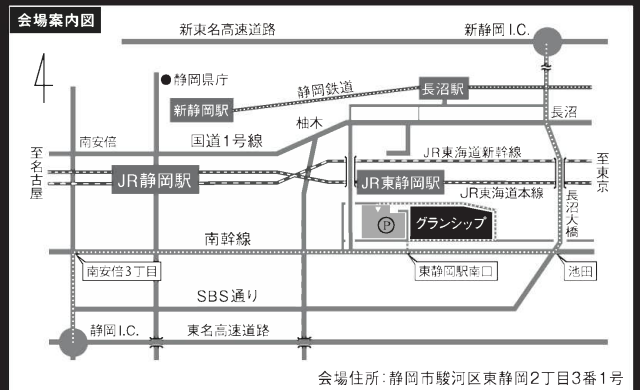 会場案内図
新東名高速道路
新静岡I.C.
静岡県庁
静岡鉄道
長沼駅
新静岡駅
柚木
長沼
南安倍
国道1号線
至名古屋
JR東海道新幹線
至東京
JR静岡駅
JR東静岡駅
JR東海道本線
長沼大橋
P
グランシップ
南幹線
南安倍3丁目
東静岡駅南口
池田
SBS通り
静岡I.C.
東名高速道路
会場住所:静岡市駿河区東静岡2丁目3番1号